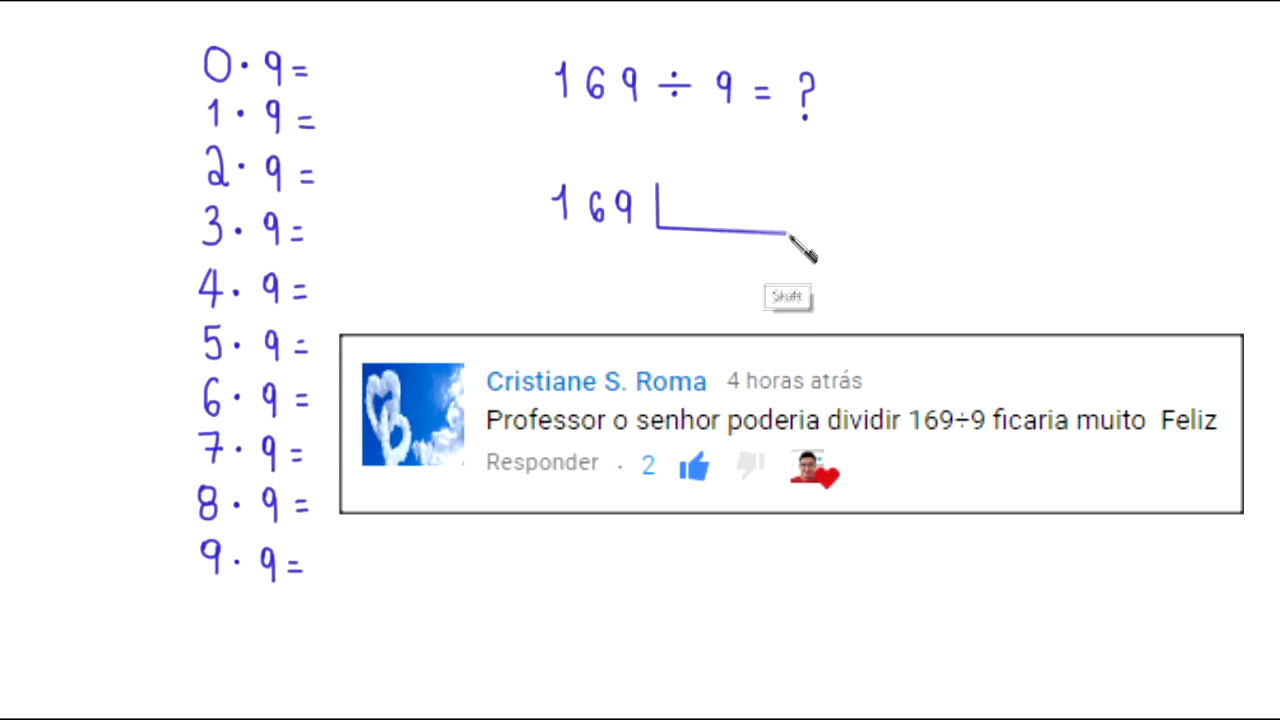 0 · 9 =
1 · 9 =
2 · 9 =
3 · 9 =
4 · 9 =
5 · 9 =
6 · 9 =
7 · 9 =
8 · 9 =
9 · 9 =
169 ÷ 9 = ?
169
Shift
Cristiane S. Roma 4 horas atrás
Professor o senhor poderia dividir 169÷9 ficaria muito Feliz
Responder · 2